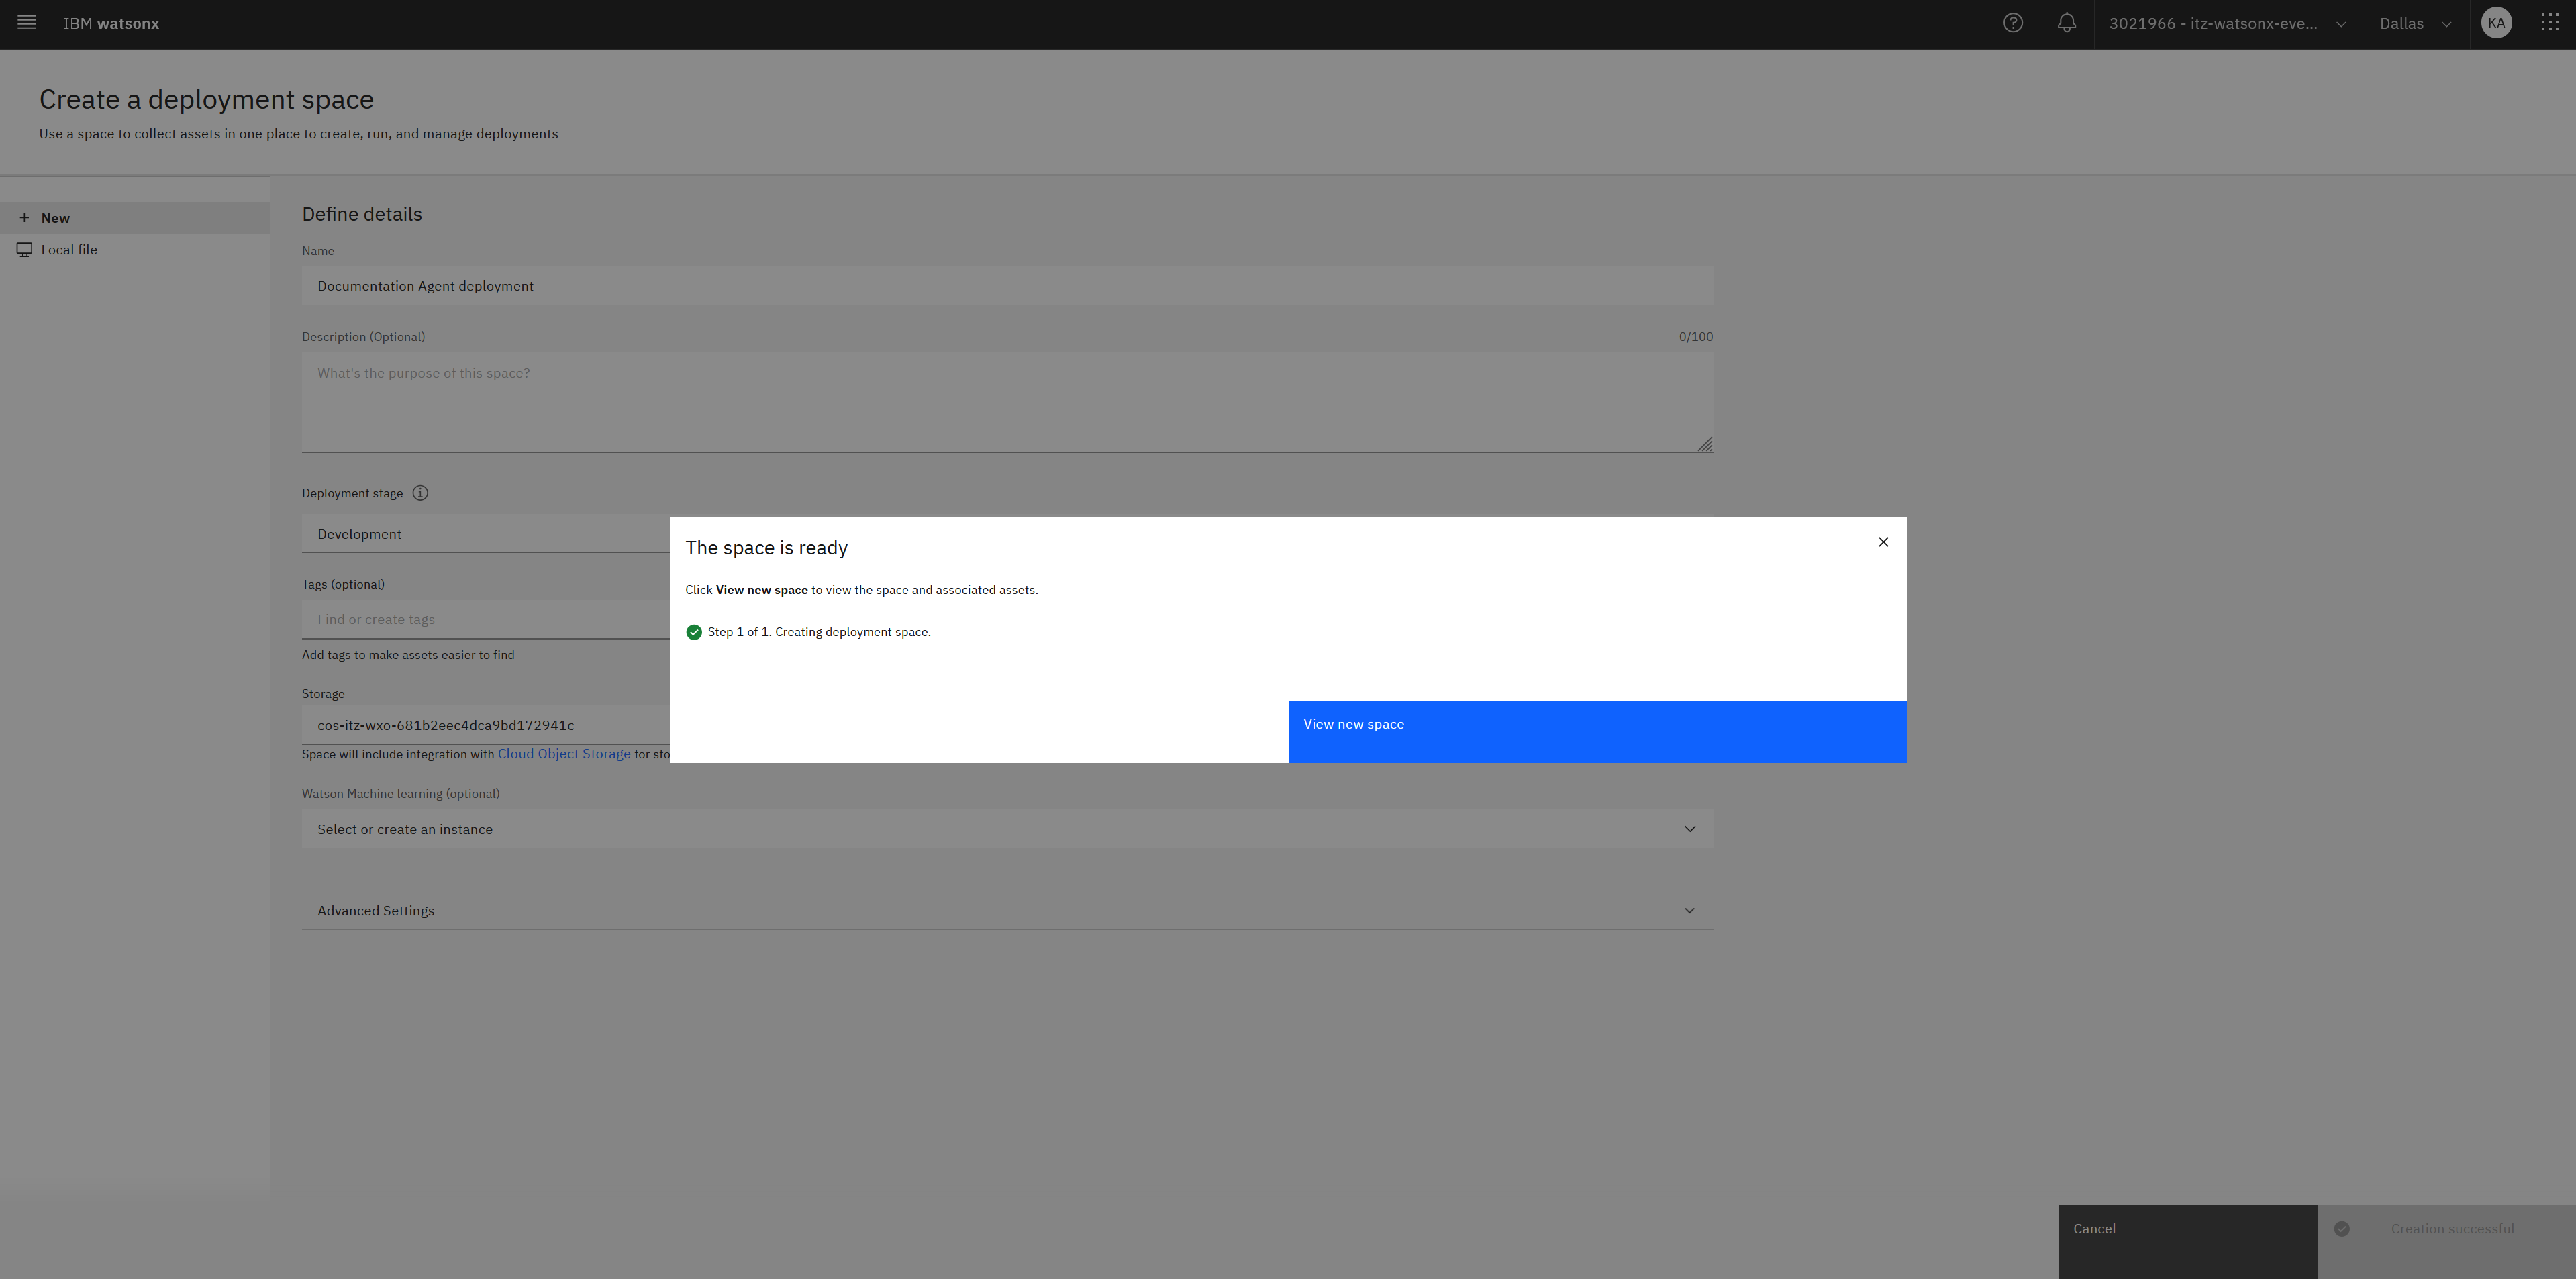 IBM watsonx
3021966 - itz-watsonx-eve...
Dallas
KA
Create a deployment space
Use a space to collect assets in one place to create, run, and manage deployments
New
Local file
Define details
Name
Documentation Agent deployment
Description (Optional)
0/100
What's the purpose of this space?
Deployment stage
Development
Tags (optional)
Find or create tags
Add tags to make assets easier to find
Storage
cos-itz-wxo-681b2eec4dca9bd172941c
Space will include integration with Cloud Object Storage for sto
The space is ready
Click View new space to view the space and associated assets.
Step 1 of 1. Creating deployment space.
View new space
Watson Machine learning (optional)
Select or create an instance
Advanced Settings
Cancel
Creation successful